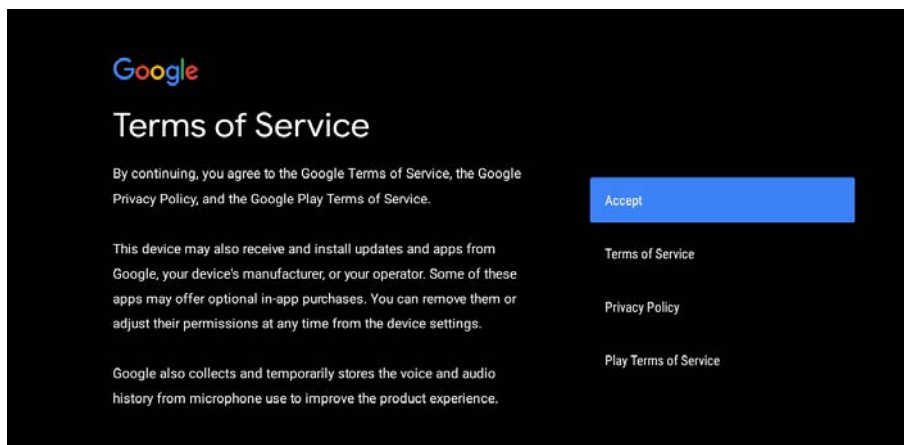 Google
Terms of Service
By continuing, you agree to the Google Terms of Service, the Google
Privacy Policy, and the Google Play Terms of Service.
This device may also receive and install updates and apps from
Google, your device's manufacturer, or your operator. Some of these
apps may offer optional in-app purchases. You can remove them or
adjust their permissions at any time from the device settings.
Google also collects and temporarily stores the voice and audio
history from microphone use to improve the product experience.
Accept
Terms of Service
Privacy Policy
Play Terms of Service